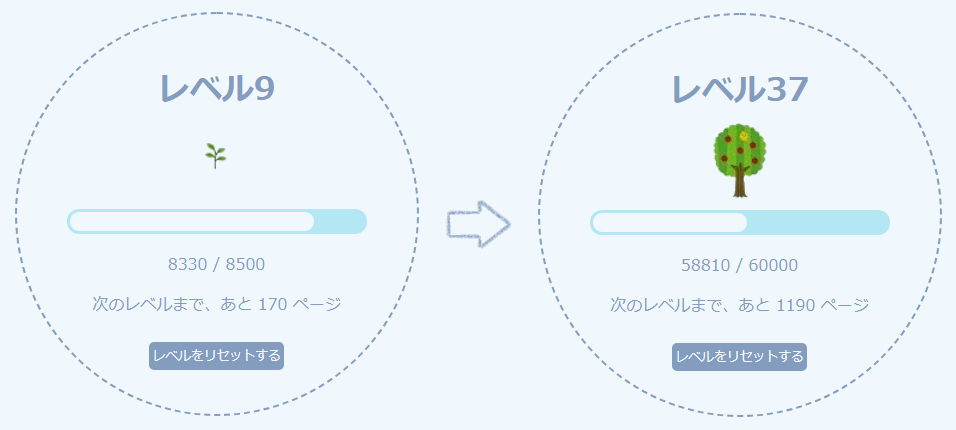 レベル9
8330 / 8500
次のレベルまで、あと 170 ページ
レベルをリセットする
レベル37
58810 / 60000
次のレベルまで、あと 1190 ページ
レベルをリセットする